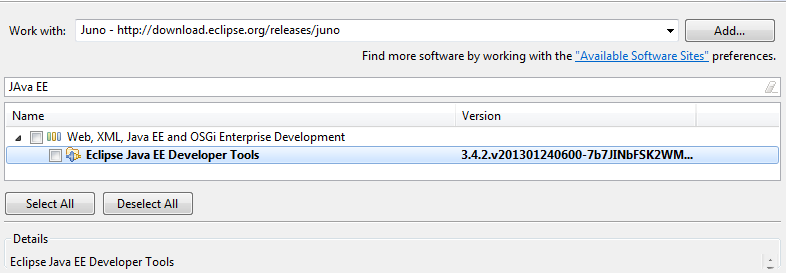 Work with: Juno - http://download.eclipse.org/releases/juno Add...
Find more software by working with the "Available Software Sites" preferences.
JAva EE
Name Version
Web, XML, Java EE and OSGi Enterprise Development
Eclipse Java EE Developer Tools 3.4.2.v201301240600-7b7JINbFSK2WM...
Select All Deselect All
Details
Eclipse Java EE Developer Tools